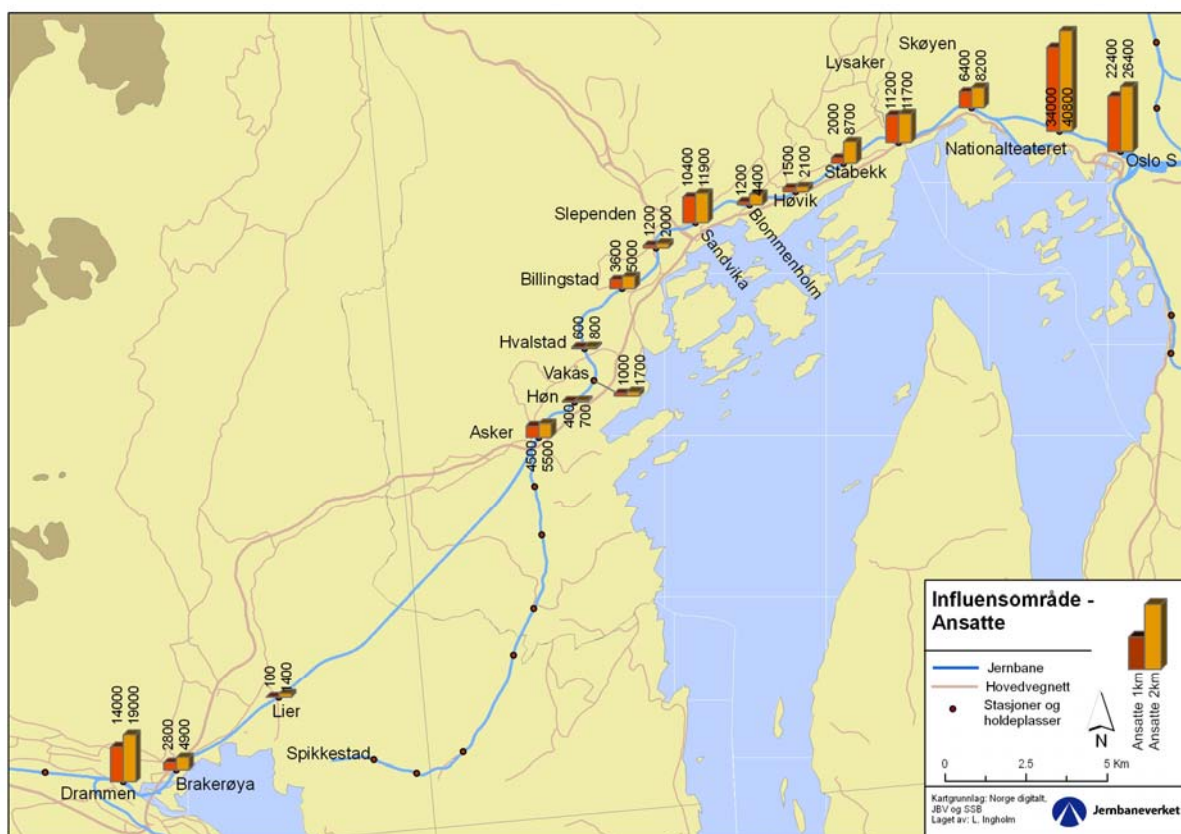 Skøyen
6400
8200
Lysaker
11200
11700
34000
40800
22400
26400
Nationalteateret
Oslo S
2000
8700
Stabekk
1500
2100
Høvik
1200
4400
Blommenholm
10400
11900
Sandvika
Slependen
1200
2000
Billingstad
3600
5000
Hvalstad
600
800
Vakas
1000
1700
Høn
400
700
Asker
4500
5500
100
1400
Lier
14000
19000
Drammen
2800
4900
Brakerøya
Spikkestad
Influensområde -
Ansatte
Jernbane
Hovedvegnett
Stasjoner og
holdeplasser
Ansatte 1km
Ansatte 2km
N
0 2.5 5 Km
Kartgrunnlag: Norge digitalt,
JBV og SSB
Laget av: L. Ingholm
Jernbaneverket